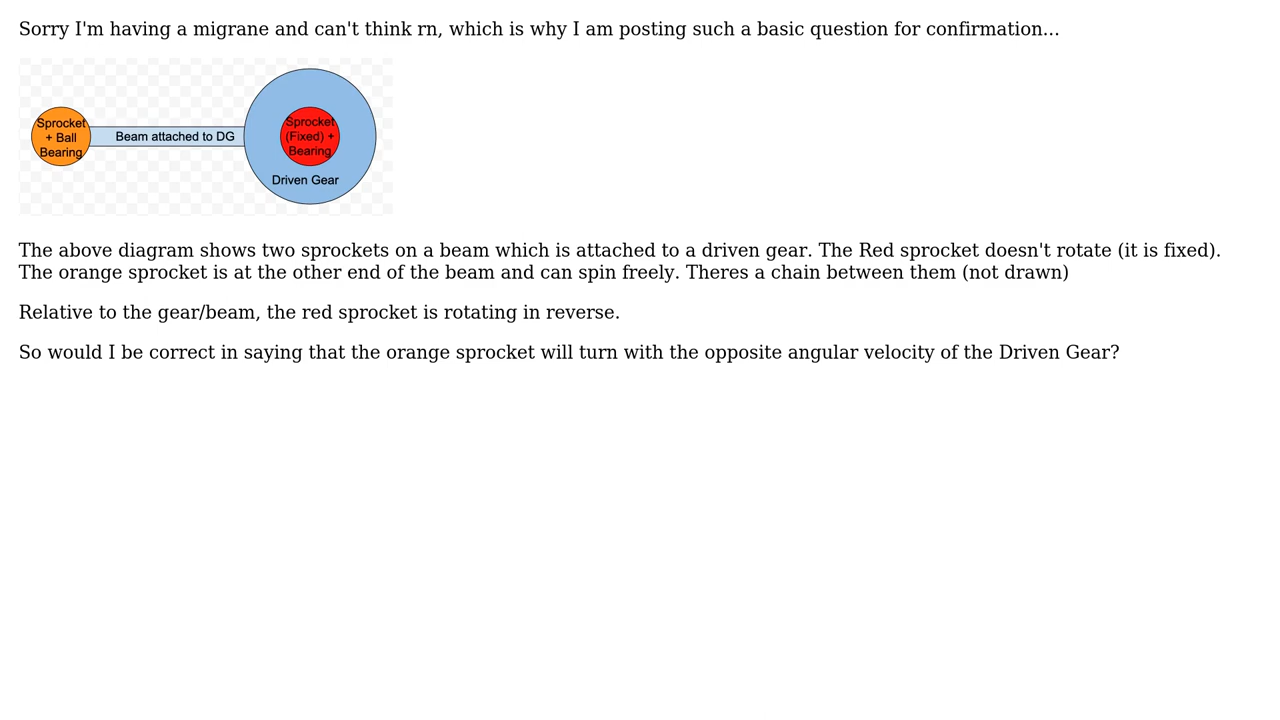 Sorry I'm having a migrane and can't think rn, which is why I am posting such a basic question for confirmation...
Sprocket
+ Ball
Bearing
Beam attached to DG
Sprocket
(Fixed) +
Bearing
Driven Gear
The above diagram shows two sprockets on a beam which is attached to a driven gear. The Red sprocket doesn't rotate (it is fixed).
The orange sprocket is at the other end of the beam and can spin freely. Theres a chain between them (not drawn)
Relative to the gear/beam, the red sprocket is rotating in reverse.
So would I be correct in saying that the orange sprocket will turn with the opposite angular velocity of the Driven Gear?